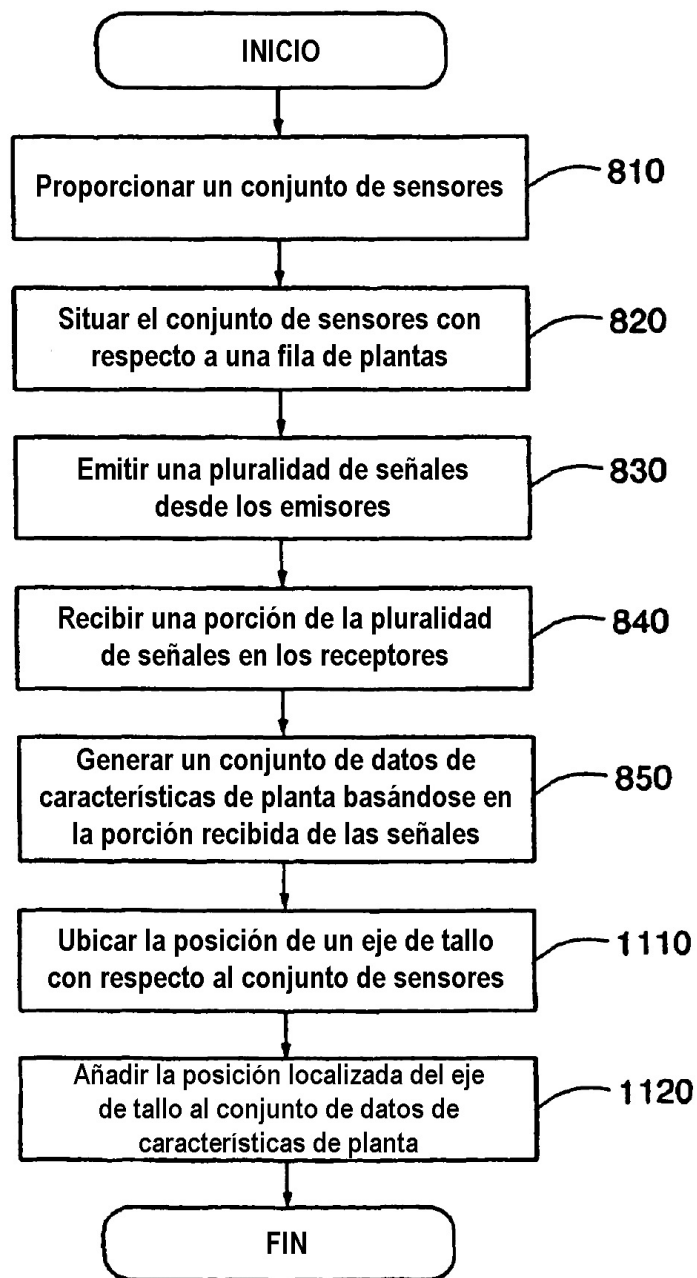 INICIO
Proporcionar un conjunto de sensores
810
Situar el conjunto de sensores con
respecto a una fila de plantas
820
Emitir una pluralidad de señales
desde los emisores
830
Recibir una porción de la pluralidad
de señales en los receptores
840
Generar un conjunto de datos de
características de planta basándose en
la porción recibida de las señales
850
Ubicar la posición de un eje de tallo
con respecto al conjunto de sensores
1110
Añadir la posición localizada del eje
de tallo al conjunto de datos de
características de planta
1120
FIN